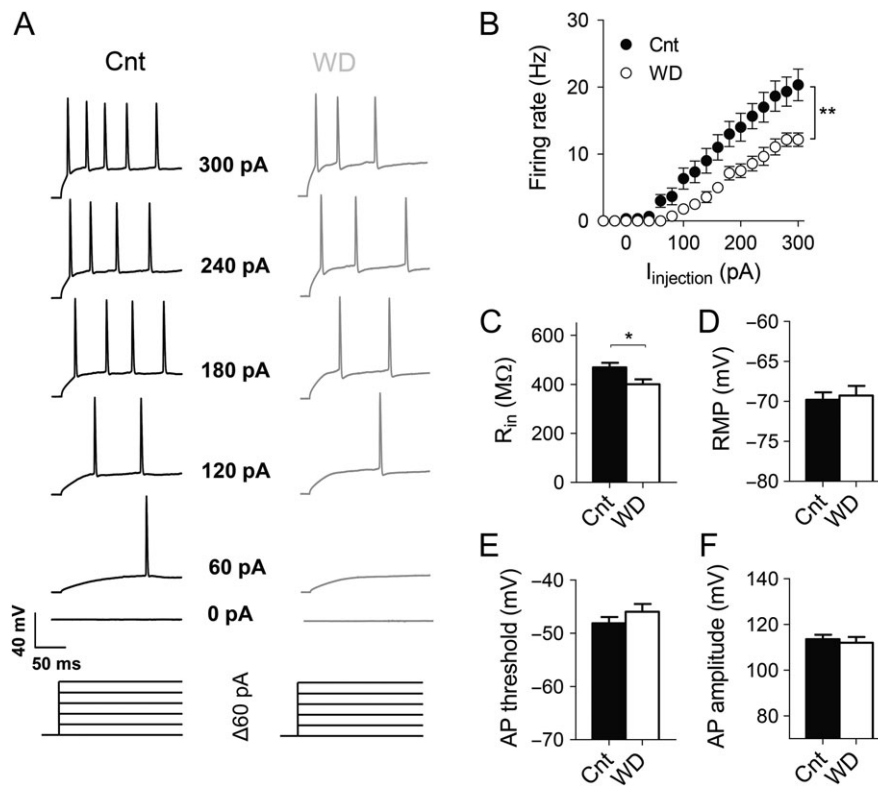 A
Cnt
WD
300 pA
240 pA
180 pA
120 pA
60 pA
0 pA
40 mV
50 ms
Δ60 pA
B
Cnt
WD
Firing rate (Hz)
30
20
10
0
**
0
100
200
300
Iinjection (pA)
C
Rin (MΩ)
600
400
200
0
*
Cnt
WD
D
RMP (mV)
−60
−65
−70
−75
−80
Cnt
WD
E
AP threshold (mV)
−40
−50
−60
−70
Cnt
WD
F
AP amplitude (mV)
140
120
100
80
Cnt
WD